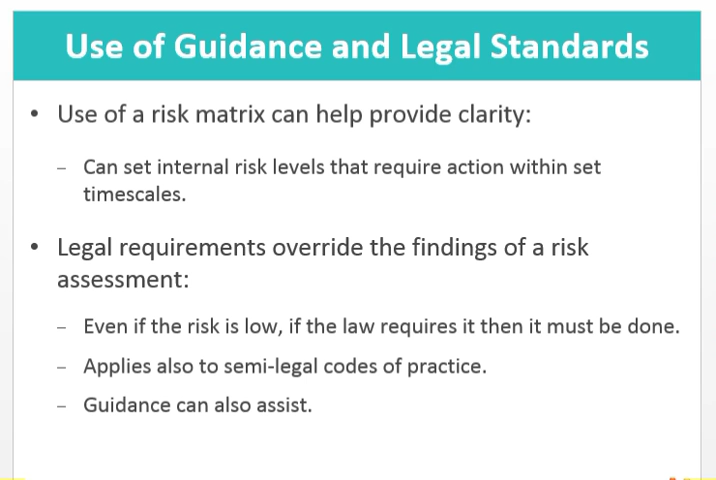 Use of Guidance and Legal Standards
• Use of a risk matrix can help provide clarity:
– Can set internal risk levels that require action within set
timescales.
• Legal requirements override the findings of a risk
assessment:
– Even if the risk is low, if the law requires it then it must be done.
– Applies also to semi-legal codes of practice.
– Guidance can also assist.